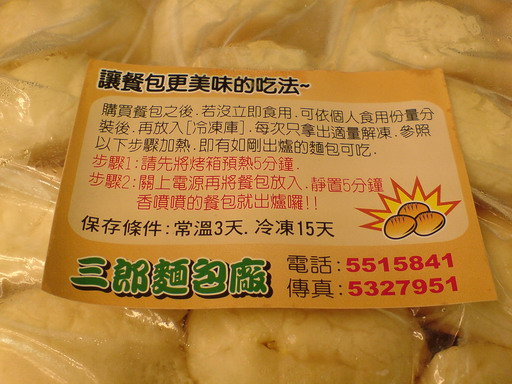 讓餐包更美味的吃法~
購買餐包之後.若沒立即食用.可依個人食用份量分
裝後.再放入[冷凍庫].每次只拿出適量解凍.參照
以下步驟加熱.即有如剛出爐的麵包可吃.
步驟1:請先將烤箱預熱5分鐘.
步驟2:關上電源再將餐包放入.靜置5分鐘
香噴噴的餐包就出爐囉!!
保存條件:常溫3天.冷凍15天
三郎麵包廠
電話:5515841
傳真:5327951